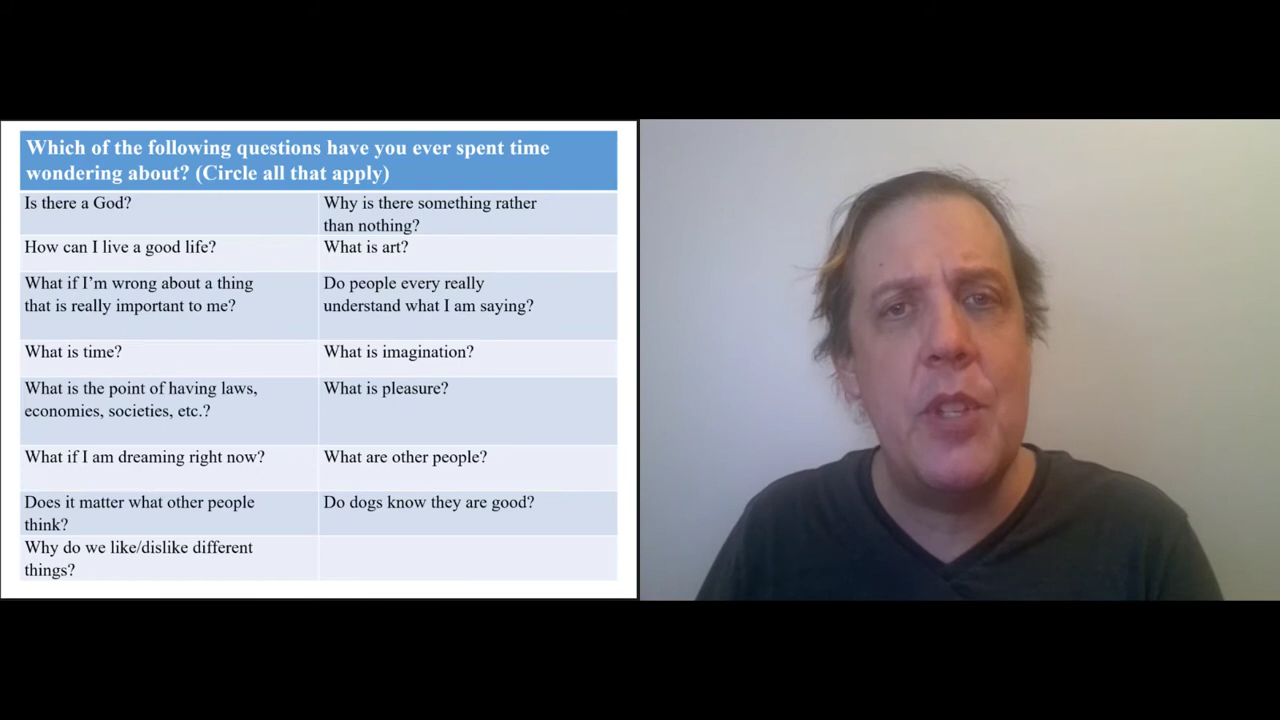 Which of the following questions have you ever spent time
wondering about? (Circle all that apply)
Is there a God?
Why is there something rather
than nothing?
How can I live a good life?
What is art?
What if I'm wrong about a thing
that is really important to me?
Do people every really
understand what I am saying?
What is time?
What is imagination?
What is the point of having laws,
economies, societies, etc.?
What is pleasure?
What if I am dreaming right now?
What are other people?
Does it matter what other people
think?
Do dogs know they are good?
Why do we like/dislike different
things?